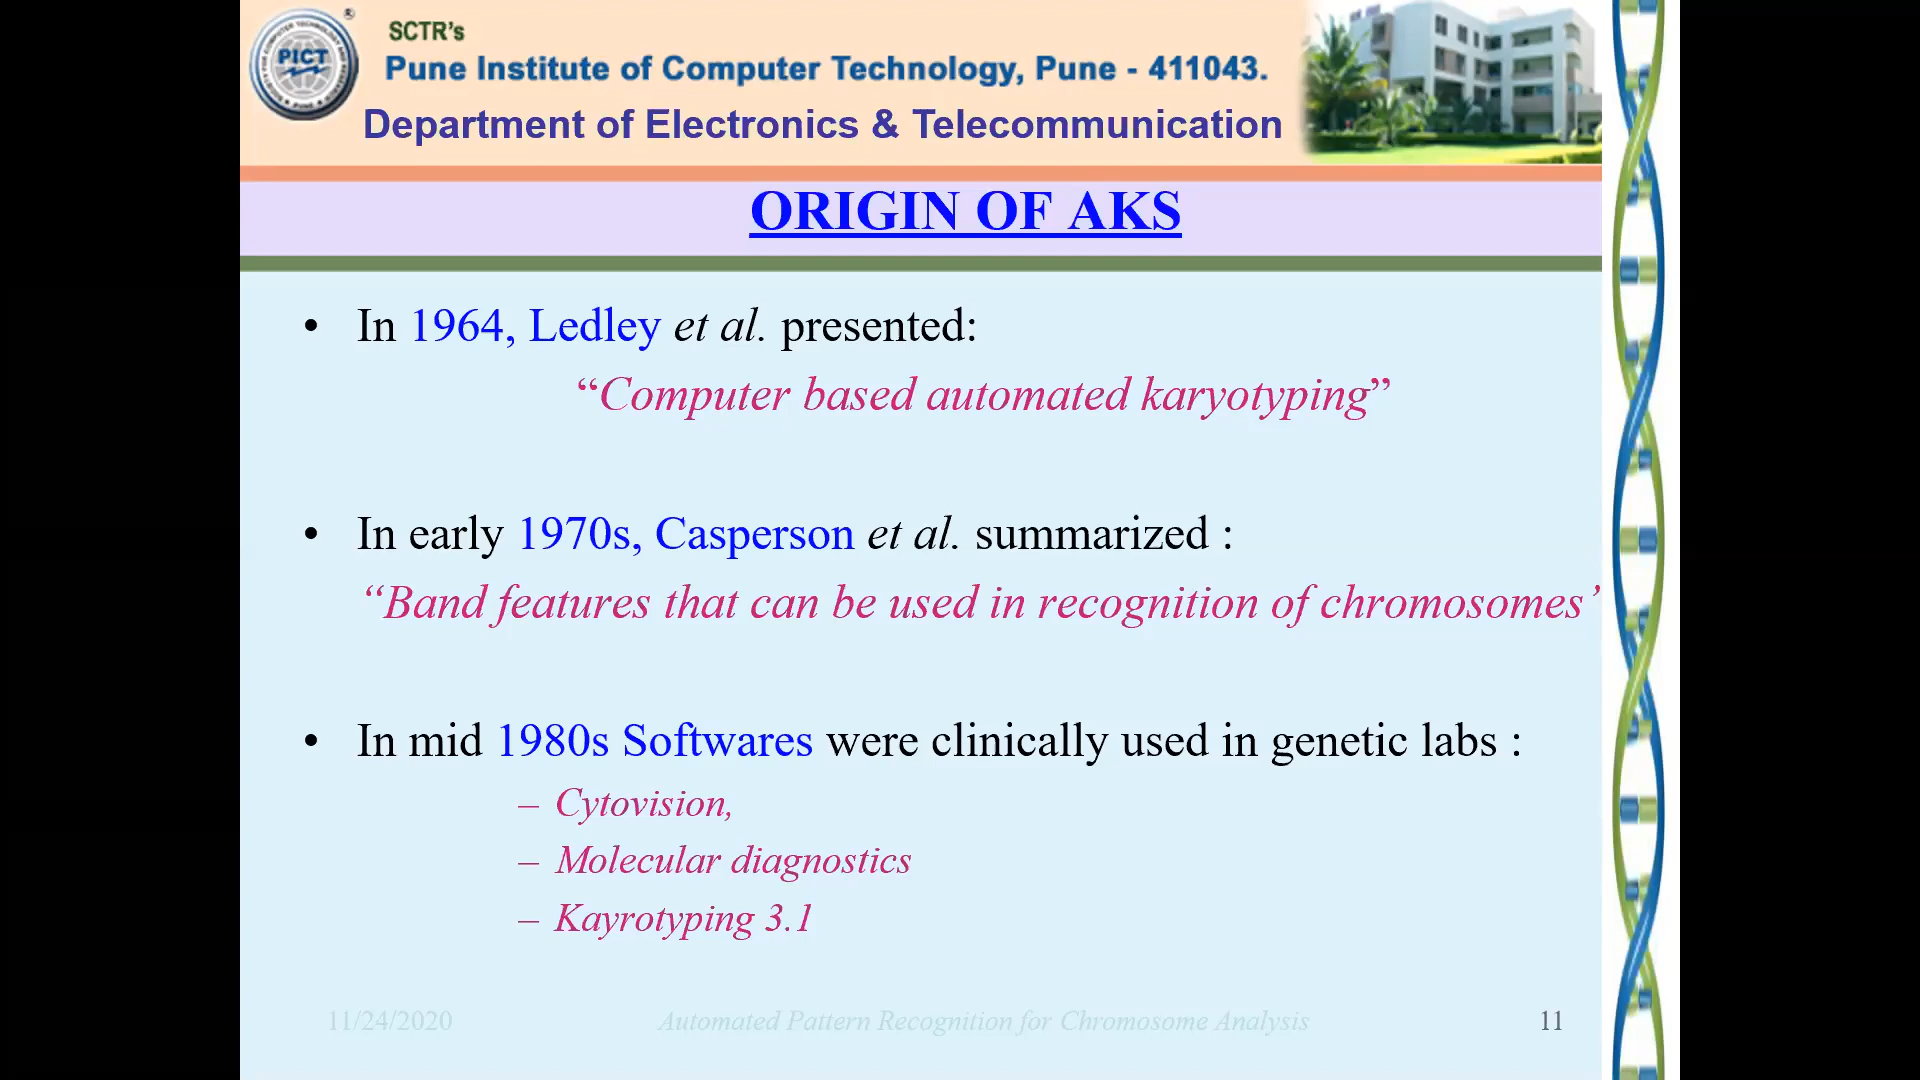 SCTR's
PICT
Pune Institute of Computer Technology, Pune - 411043.
Department of Electronics & Telecommunication
ORIGIN OF AKS
• In 1964, Ledley et al. presented:
“Computer based automated karyotyping”
• In early 1970s, Casperson et al. summarized :
“Band features that can be used in recognition of chromosomes’
• In mid 1980s Softwares were clinically used in genetic labs :
– Cytovision,
– Molecular diagnostics
– Kayrotyping 3.1
11/24/2020
Automated Pattern Recognition for Chromosome Analysis
11